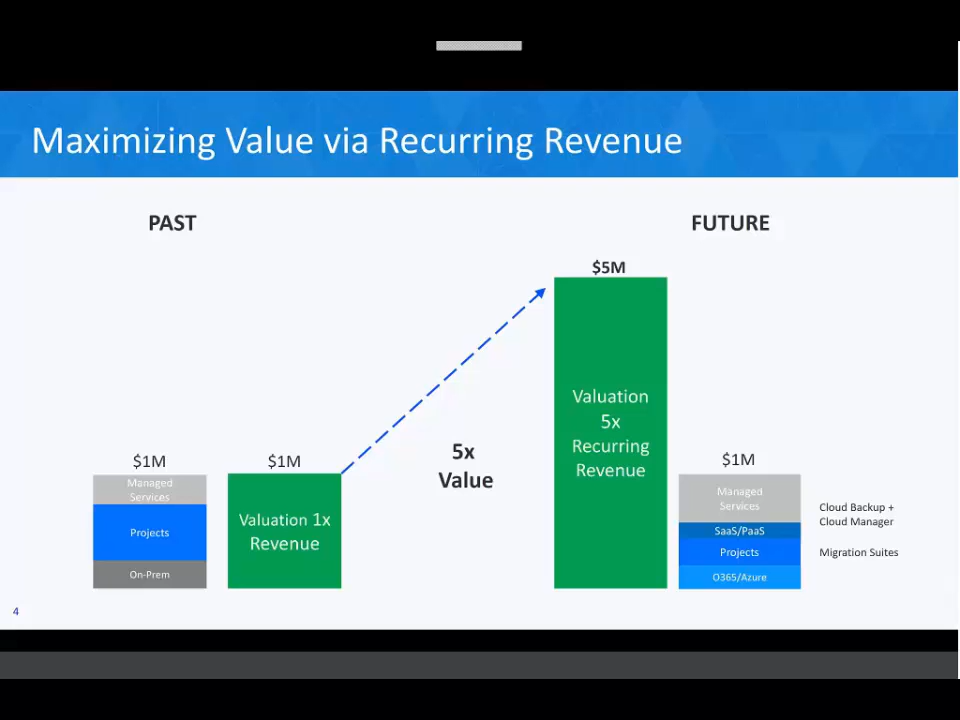 Maximizing Value via Recurring Revenue
PAST
FUTURE
$5M
Valuation
5x
Recurring
Revenue
5x
Value
$1M
Managed
Services
Projects
On-Prem
$1M
Valuation 1x
Revenue
$1M
Managed
Services
SaaS/PaaS
Projects
O365/Azure
Cloud Backup +
Cloud Manager
Migration Suites
4